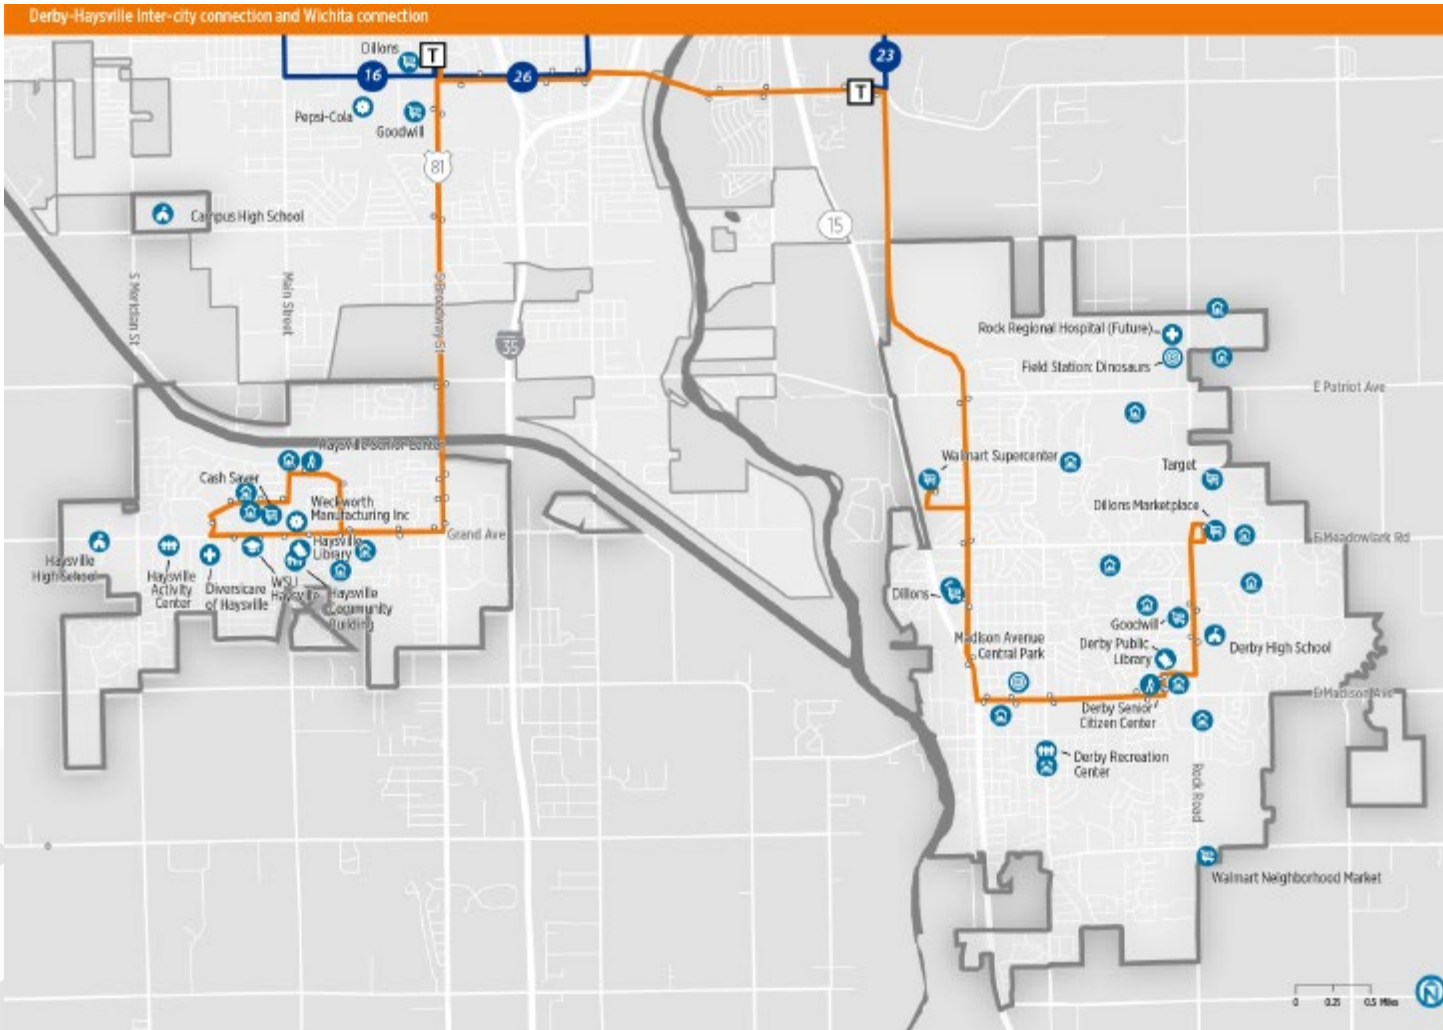 Derby-Haysville Inter-city connection and Wichita connection
Dillons
T
16
26
23
T
Pepsi-Cola
Goodwill
81
Campus High School
15
S Meridian St
Main Street
S Broadway St
35
Rock Regional Hospital (Future)
Field Station: Dinosaurs
E Patriot Ave
Haysville Senior Center
Cash Saver
Walmart Supercenter
Target
Weckworth
Manufacturing Inc
Dillons Marketplace
Grand Ave
E Meadowlark Rd
Haysville
High School
Haysville
Activity
Center
Diversicare
of Haysville
WSU
Haysville
Haysville
Library
Haysville
Community
Building
Dillons
Goodwill
Madison Avenue
Central Park
Derby Public
Library
Derby High School
E Madison Ave
Derby Senior
Citizen Center
Derby Recreation
Center
Rock Road
Walmart Neighborhood Market
0 0.25 0.5 Miles
N